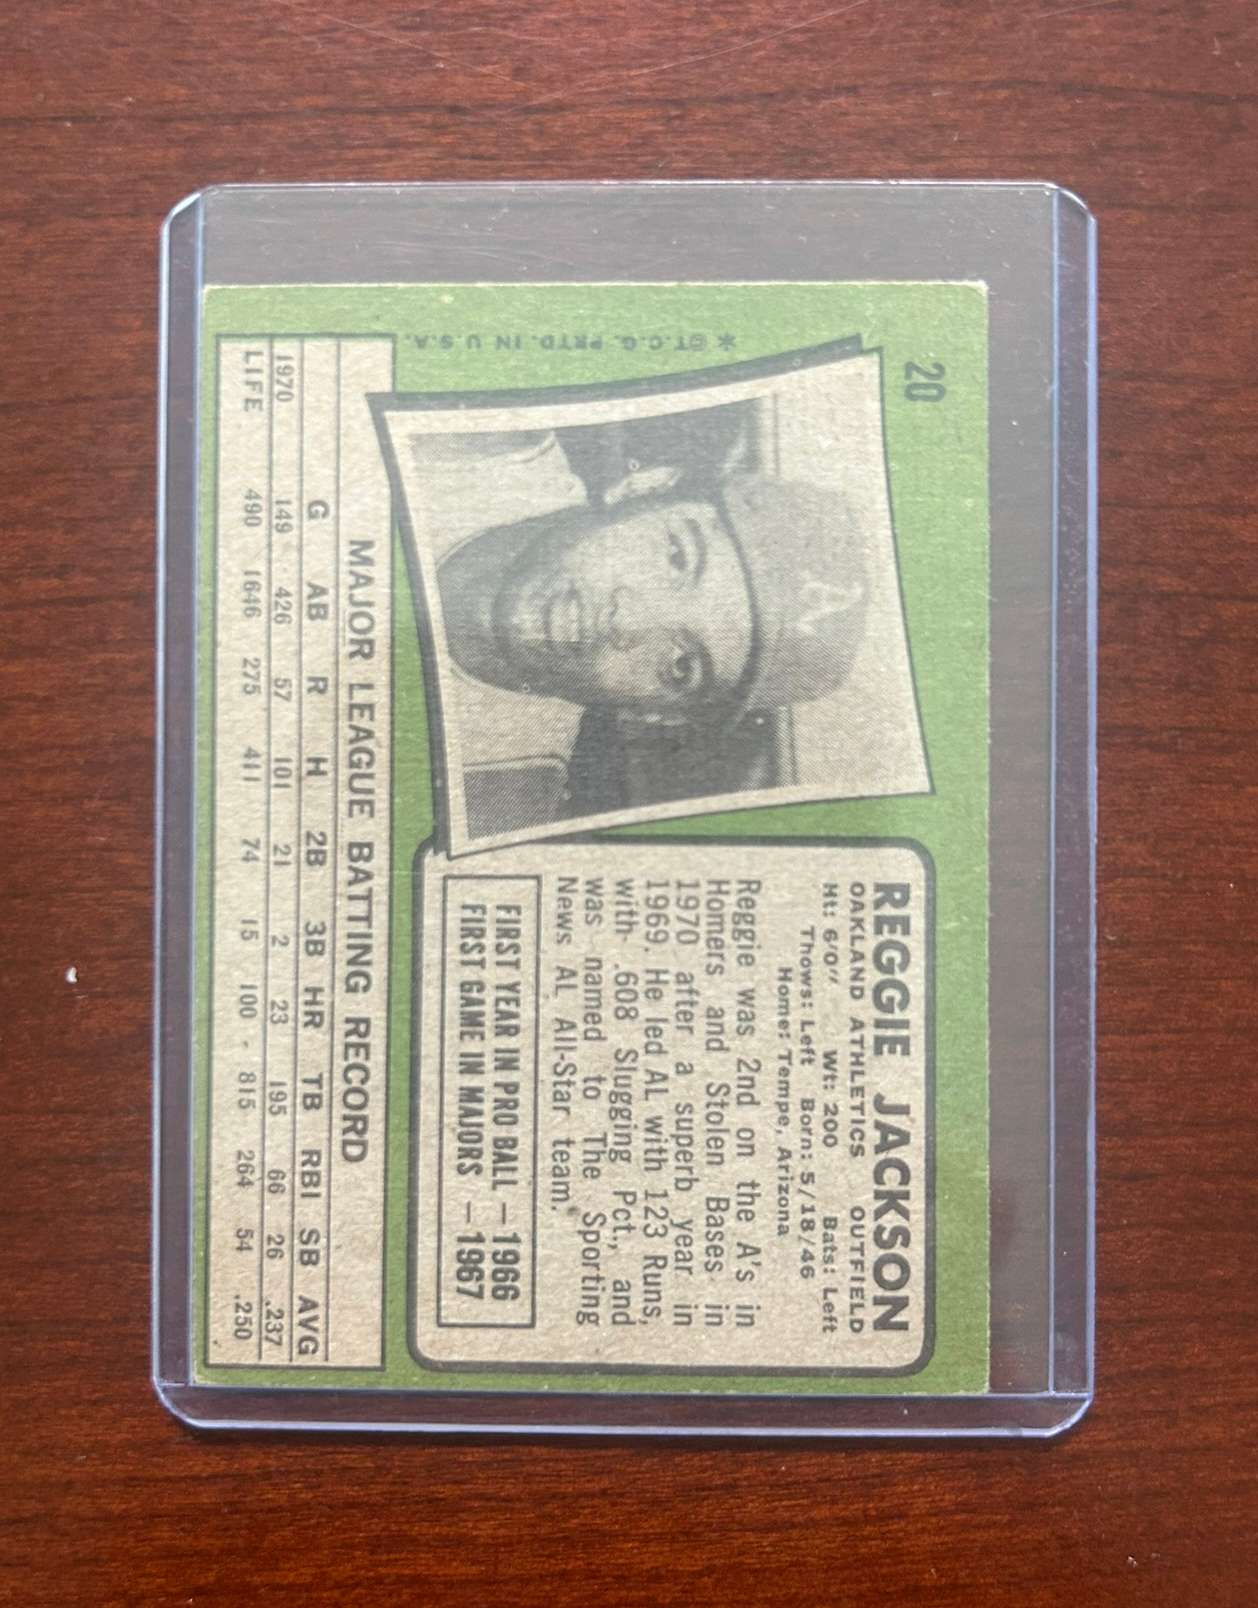 20
* ©T.C.G. PRTD. IN U.S.A.
A
REGGIE JACKSON
OAKLAND ATHLETICS OUTFIELD
Ht: 6'0" Wt: 200 Bats: Left
Thows: Left Born: 5/18/46
Home: Tempe, Arizona
Reggie was 2nd on the A's in
Homers and Stolen Bases in
1970 after a superb year in
1969. He led AL with 123 Runs,
with .608 Slugging Pct., and
was named to The Sporting
News AL All-Star team.
FIRST YEAR IN PRO BALL — 1966
FIRST GAME IN MAJORS — 1967
MAJOR LEAGUE BATTING RECORD
G AB R H 2B 3B HR TB RBI SB AVG
1970 149 426 57 101 21 2 23 195 66 26 .237
LIFE 490 1646 275 411 74 15 100 815 264 54 .250